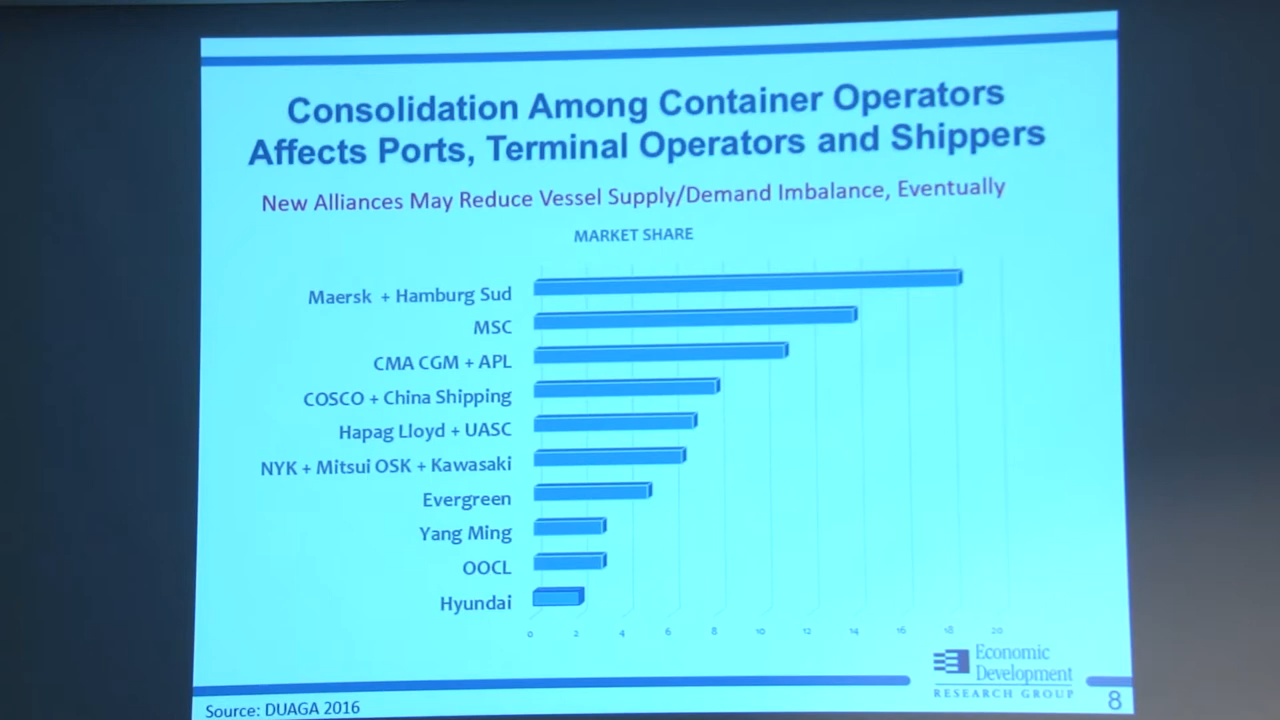 Consolidation Among Container Operators
Affects Ports, Terminal Operators and Shippers
New Alliances May Reduce Vessel Supply/Demand Imbalance, Eventually
MARKET SHARE
Maersk + Hamburg Sud
MSC
CMA CGM + APL
COSCO + China Shipping
Hapag Lloyd + UASC
NYK + Mitsui OSK + Kawasaki
Evergreen
Yang Ming
OOCL
Hyundai
0 2 4 6 8 10 12 14 16 18 20
Economic
Development
RESEARCH GROUP
Source: DUAGA 2016
8